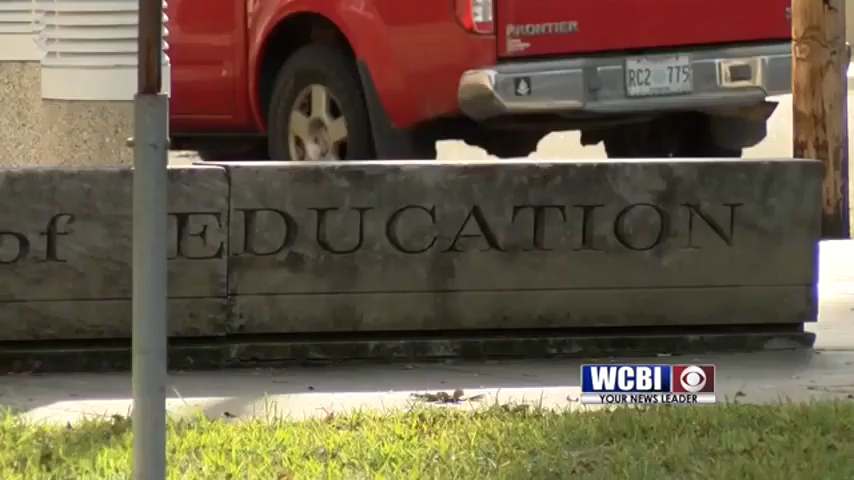 FRONTIER
RC2 775
of EDUCATION
WCBI
YOUR NEWS LEADER